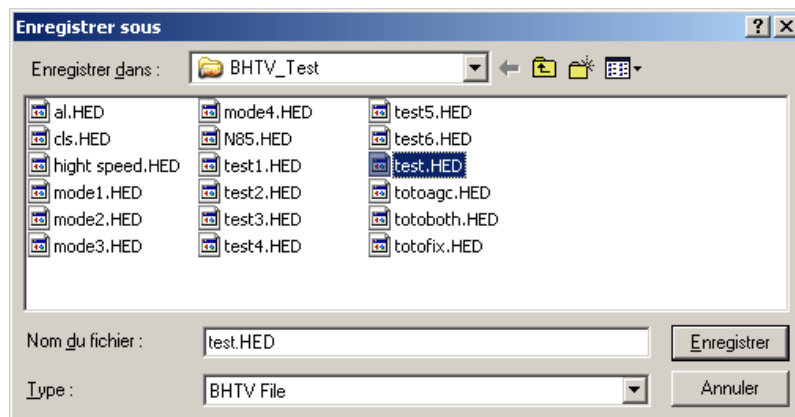 Enregistrer sous
Enregistrer dans : BHTV_Test
al.HED mode4.HED test5.HED
cls.HED N85.HED test6.HED
hight speed.HED test1.HED test.HED
mode1.HED test2.HED totoagc.HED
mode2.HED test3.HED totoboth.HED
mode3.HED test4.HED totofix.HED
Nom du fichier : test.HED Enregistrer
Type : BHTV File Annuler